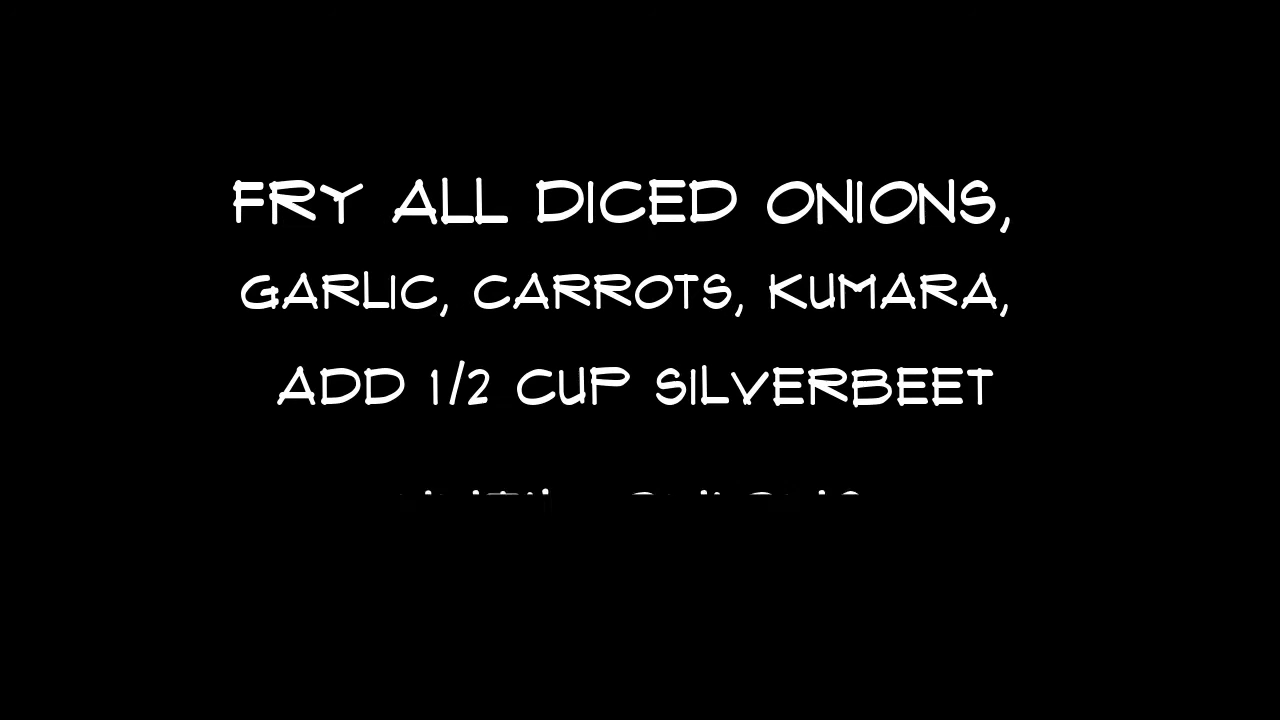 FRY ALL DICED ONIONS,
GARLIC, CARROTS, KUMARA,
ADD 1/2 CUP SILVERBEET